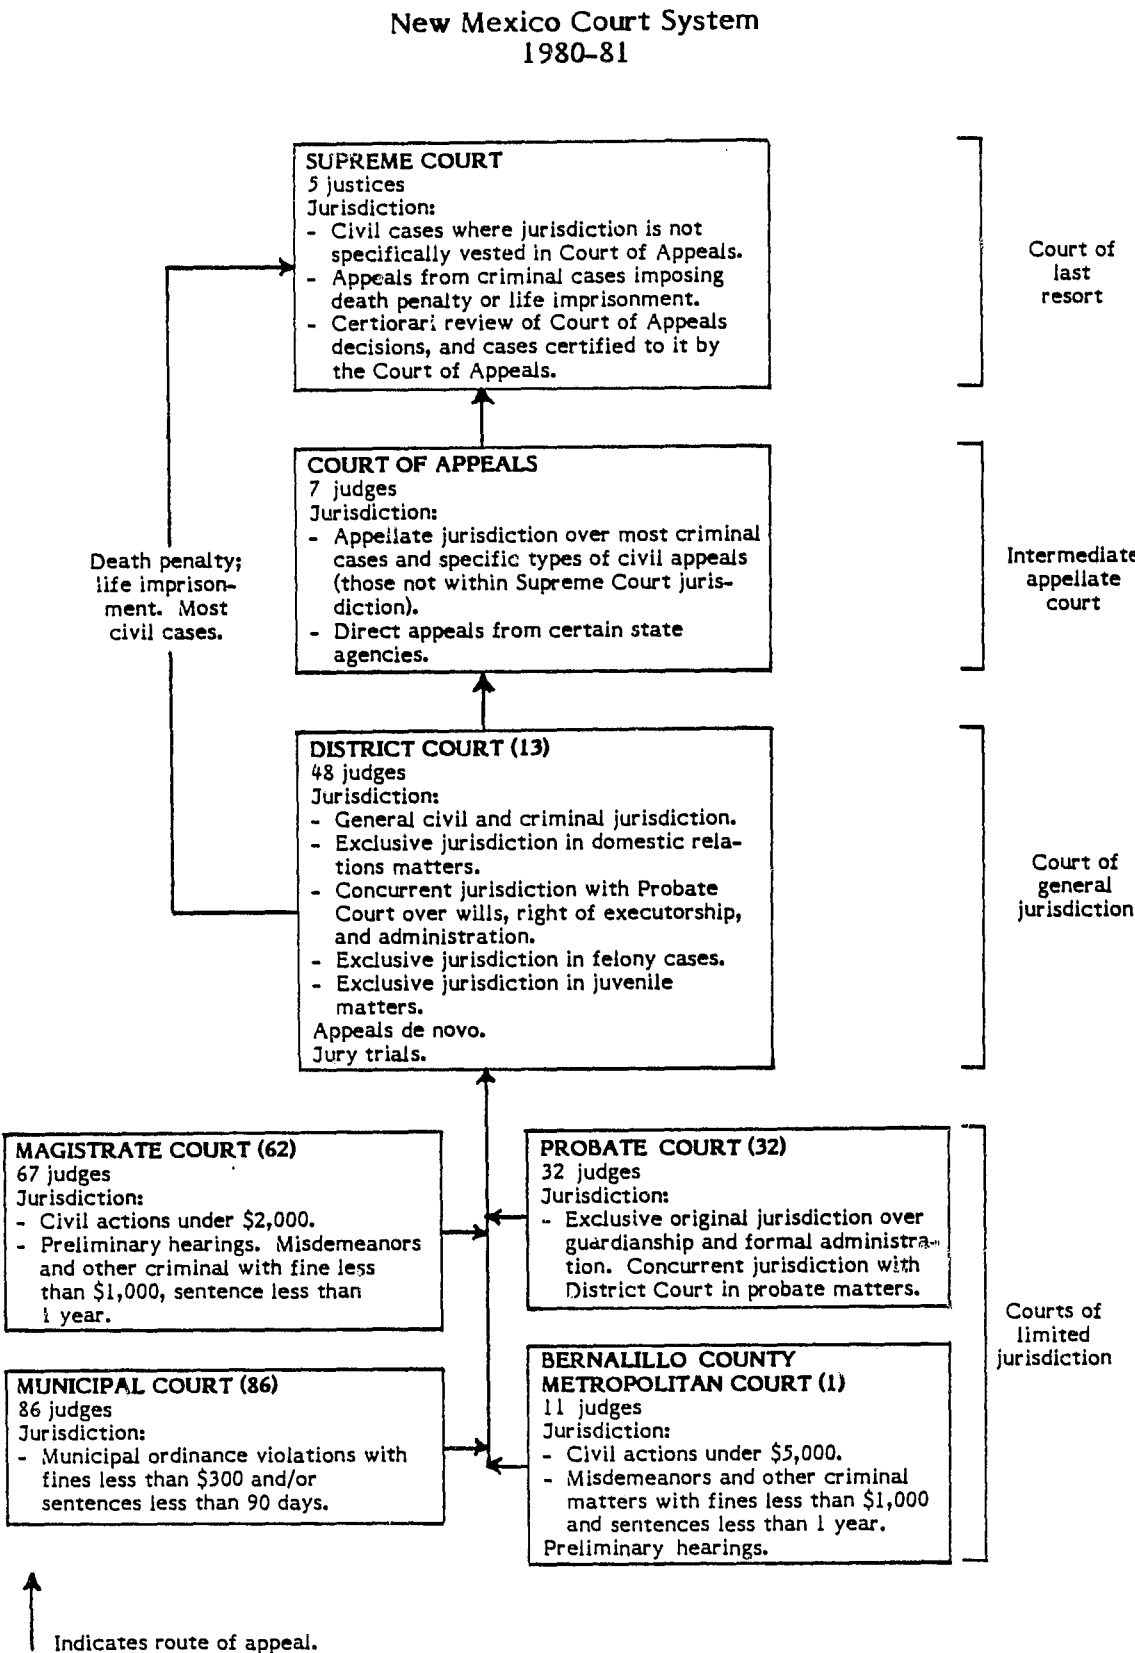 New Mexico Court System
1980-81
SUPREME COURT
5 justices
Jurisdiction:
- Civil cases where jurisdiction is not
specifically vested in Court of Appeals.
- Appeals from criminal cases imposing
death penalty or life imprisonment.
- Certiorari review of Court of Appeals
decisions, and cases certified to it by
the Court of Appeals.
Court of
last
resort
COURT OF APPEALS
7 judges
Jurisdiction:
- Appellate jurisdiction over most criminal
cases and specific types of civil appeals
(those not within Supreme Court juris-
diction).
- Direct appeals from certain state
agencies.
Intermediate
appellate
court
Death penalty;
life imprison-
ment. Most
civil cases.
DISTRICT COURT (13)
48 judges
Jurisdiction:
- General civil and criminal jurisdiction.
- Exclusive jurisdiction in domestic rela-
tions matters.
- Concurrent jurisdiction with Probate
Court over wills, right of executorship,
and administration.
- Exclusive jurisdiction in felony cases.
- Exclusive jurisdiction in juvenile
matters.
Appeals de novo.
Jury trials.
Court of
general
jurisdiction
MAGISTRATE COURT (62)
67 judges
Jurisdiction:
- Civil actions under $2,000.
- Preliminary hearings. Misdemeanors
and other criminal with fine less
than $1,000, sentence less than
1 year.
PROBATE COURT (32)
32 judges
Jurisdiction:
- Exclusive original jurisdiction over
guardianship and formal administra-
tion. Concurrent jurisdiction with
District Court in probate matters.
MUNICIPAL COURT (86)
86 judges
Jurisdiction:
- Municipal ordinance violations with
fines less than $300 and/or
sentences less than 90 days.
BERNALILLO COUNTY
METROPOLITAN COURT (1)
11 judges
Jurisdiction:
- Civil actions under $5,000.
- Misdemeanors and other criminal
matters with fines less than $1,000
and sentences less than 1 year.
Preliminary hearings.
Courts of
limited
jurisdiction
Indicates route of appeal.